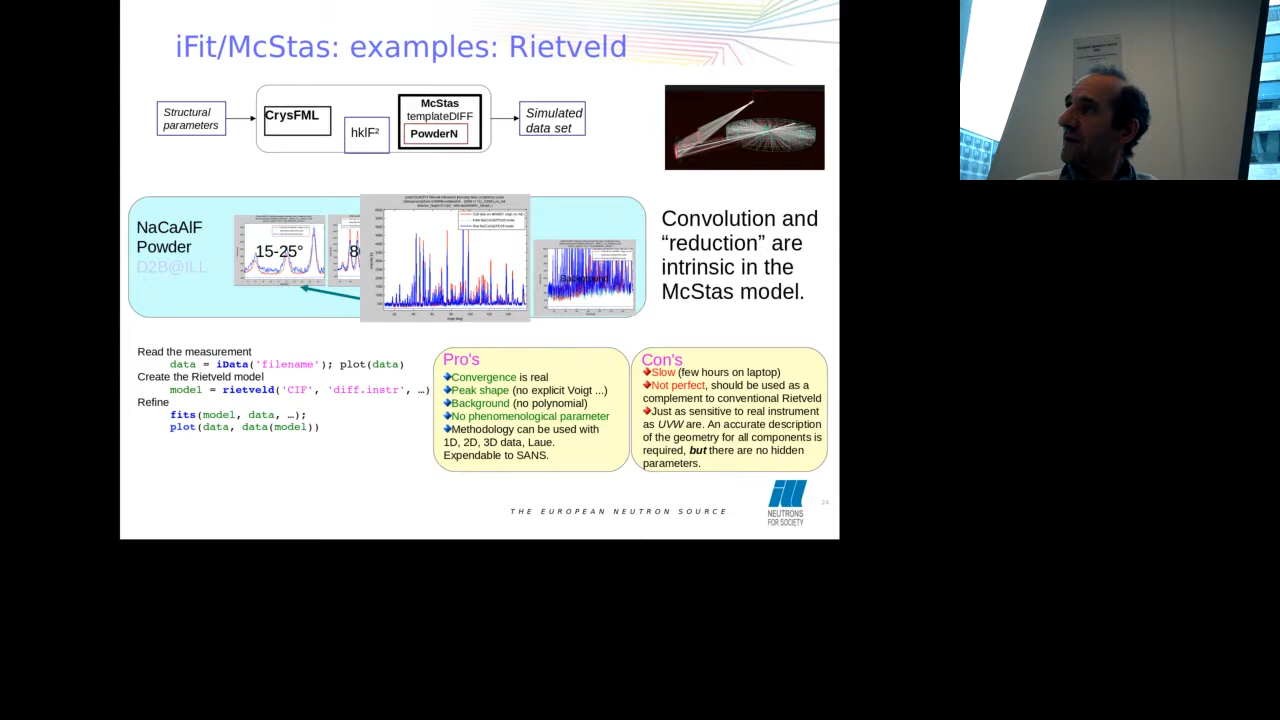 iFit/McStas: examples: Rietveld
Structural
parameters
CrysFML
hklF²
McStas
templateDIFF
PowderN
Simulated
data set
NaCaAlF
Powder
D2B@ILL
15-25°
8
Background
Convolution and
“reduction” are
intrinsic in the
McStas model.
Read the measurement
data = iData('filename'); plot(data)
Create the Rietveld model
model = rietveld('CIF', 'diff.instr', …)
Refine
fits(model, data, …);
plot(data, data(model))
Pro's
Convergence is real
Peak shape (no explicit Voigt ...)
Background (no polynomial)
No phenomenological parameter
Methodology can be used with
1D, 2D, 3D data, Laue.
Expendable to SANS.
Con's
Slow (few hours on laptop)
Not perfect, should be used as a
complement to conventional Rietveld
Just as sensitive to real instrument
as UVW are. An accurate description
of the geometry for all components is
required, but there are no hidden
parameters.
THE EUROPEAN NEUTRON SOURCE
NEUTRONS
FOR SOCIETY
24